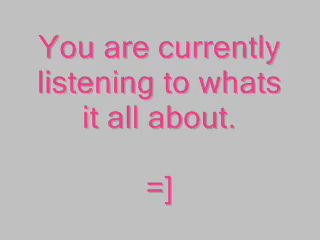 You are currently
listening to whats
it all about.
=]